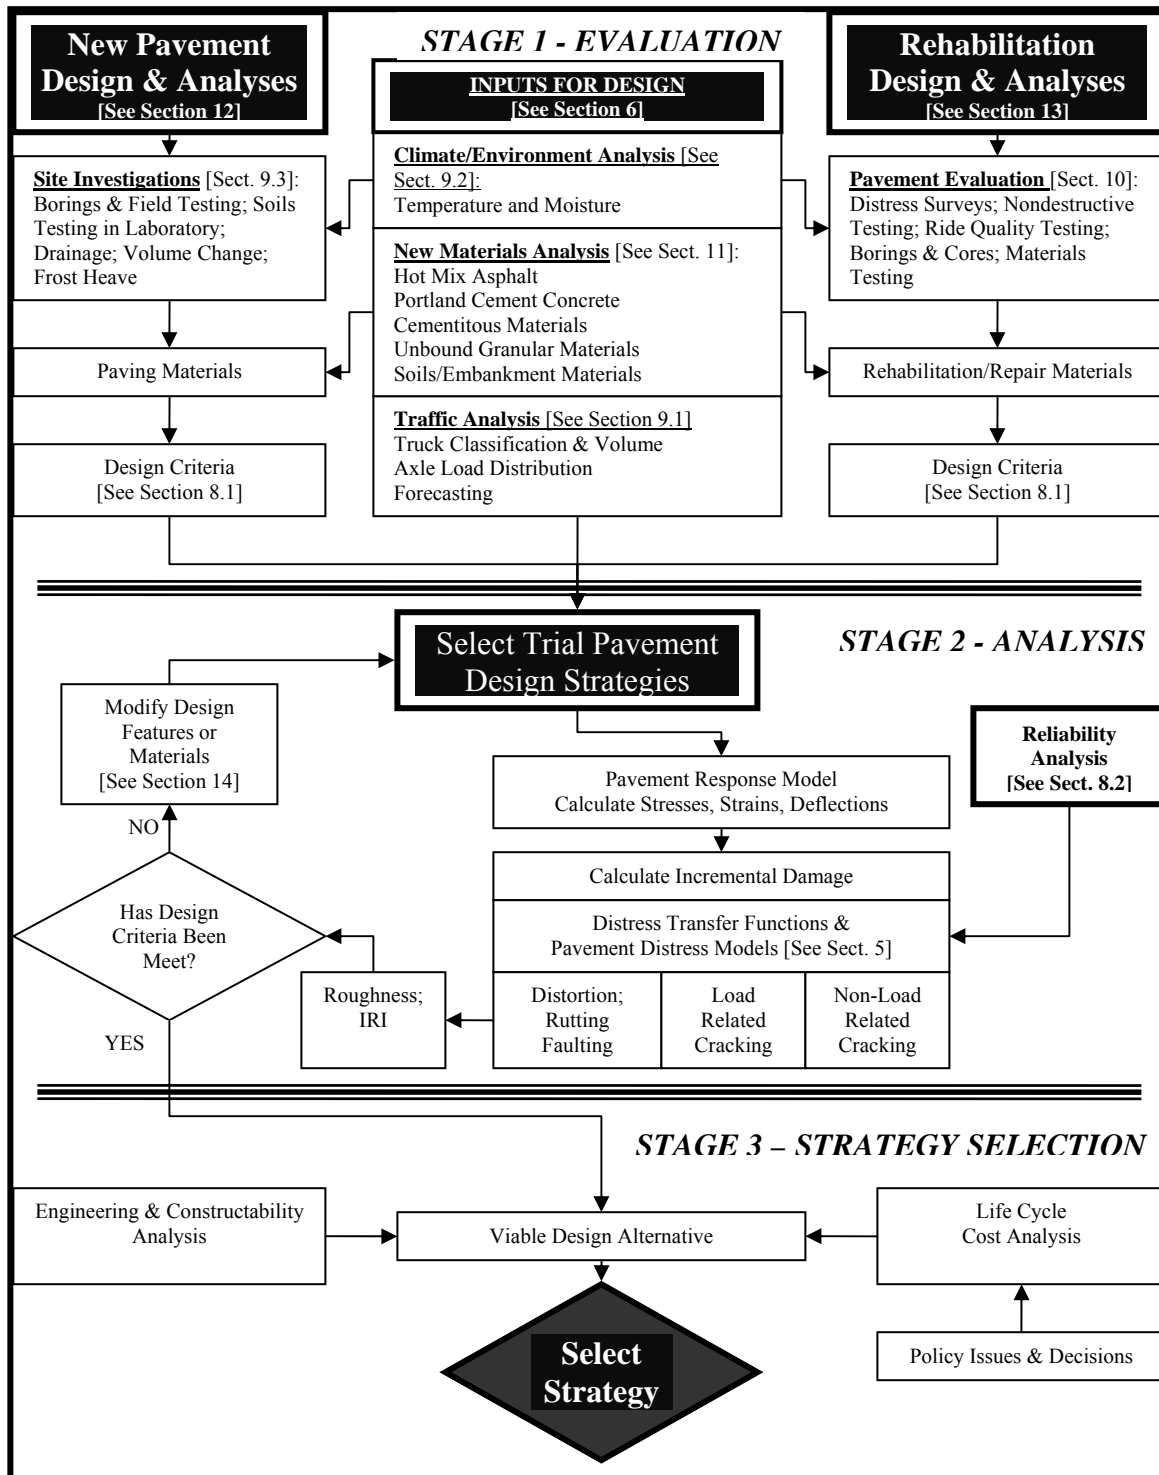 New Pavement
Design & Analyses
[See Section 12]
STAGE 1 - EVALUATION
INPUTS FOR DESIGN
[See Section 6]
Rehabilitation
Design & Analyses
[See Section 13]
Site Investigations [Sect. 9.3]:
Borings & Field Testing; Soils
Testing in Laboratory;
Drainage; Volume Change;
Frost Heave
Climate/Environment Analysis [See
Sect. 9.2]:
Temperature and Moisture
Pavement Evaluation [Sect. 10]:
Distress Surveys; Nondestructive
Testing; Ride Quality Testing;
Borings & Cores; Materials
Testing
New Materials Analysis [See Sect. 11]:
Hot Mix Asphalt
Portland Cement Concrete
Cementitous Materials
Unbound Granular Materials
Soils/Embankment Materials
Paving Materials
Rehabilitation/Repair Materials
Traffic Analysis [See Section 9.1]
Truck Classification & Volume
Axle Load Distribution
Forecasting
Design Criteria
[See Section 8.1]
Design Criteria
[See Section 8.1]
STAGE 2 - ANALYSIS
Select Trial Pavement
Design Strategies
Modify Design
Features or
Materials
[See Section 14]
Reliability
Analysis
[See Sect. 8.2]
Pavement Response Model
Calculate Stresses, Strains, Deflections
NO
Calculate Incremental Damage
Has Design
Criteria Been
Meet?
Distress Transfer Functions &
Pavement Distress Models [See Sect. 5]
Roughness;
IRI
Distortion;
Rutting
Faulting
Load
Related
Cracking
Non-Load
Related
Cracking
YES
STAGE 3 – STRATEGY SELECTION
Engineering & Constructability
Analysis
Viable Design Alternative
Life Cycle
Cost Analysis
Select
Strategy
Policy Issues & Decisions